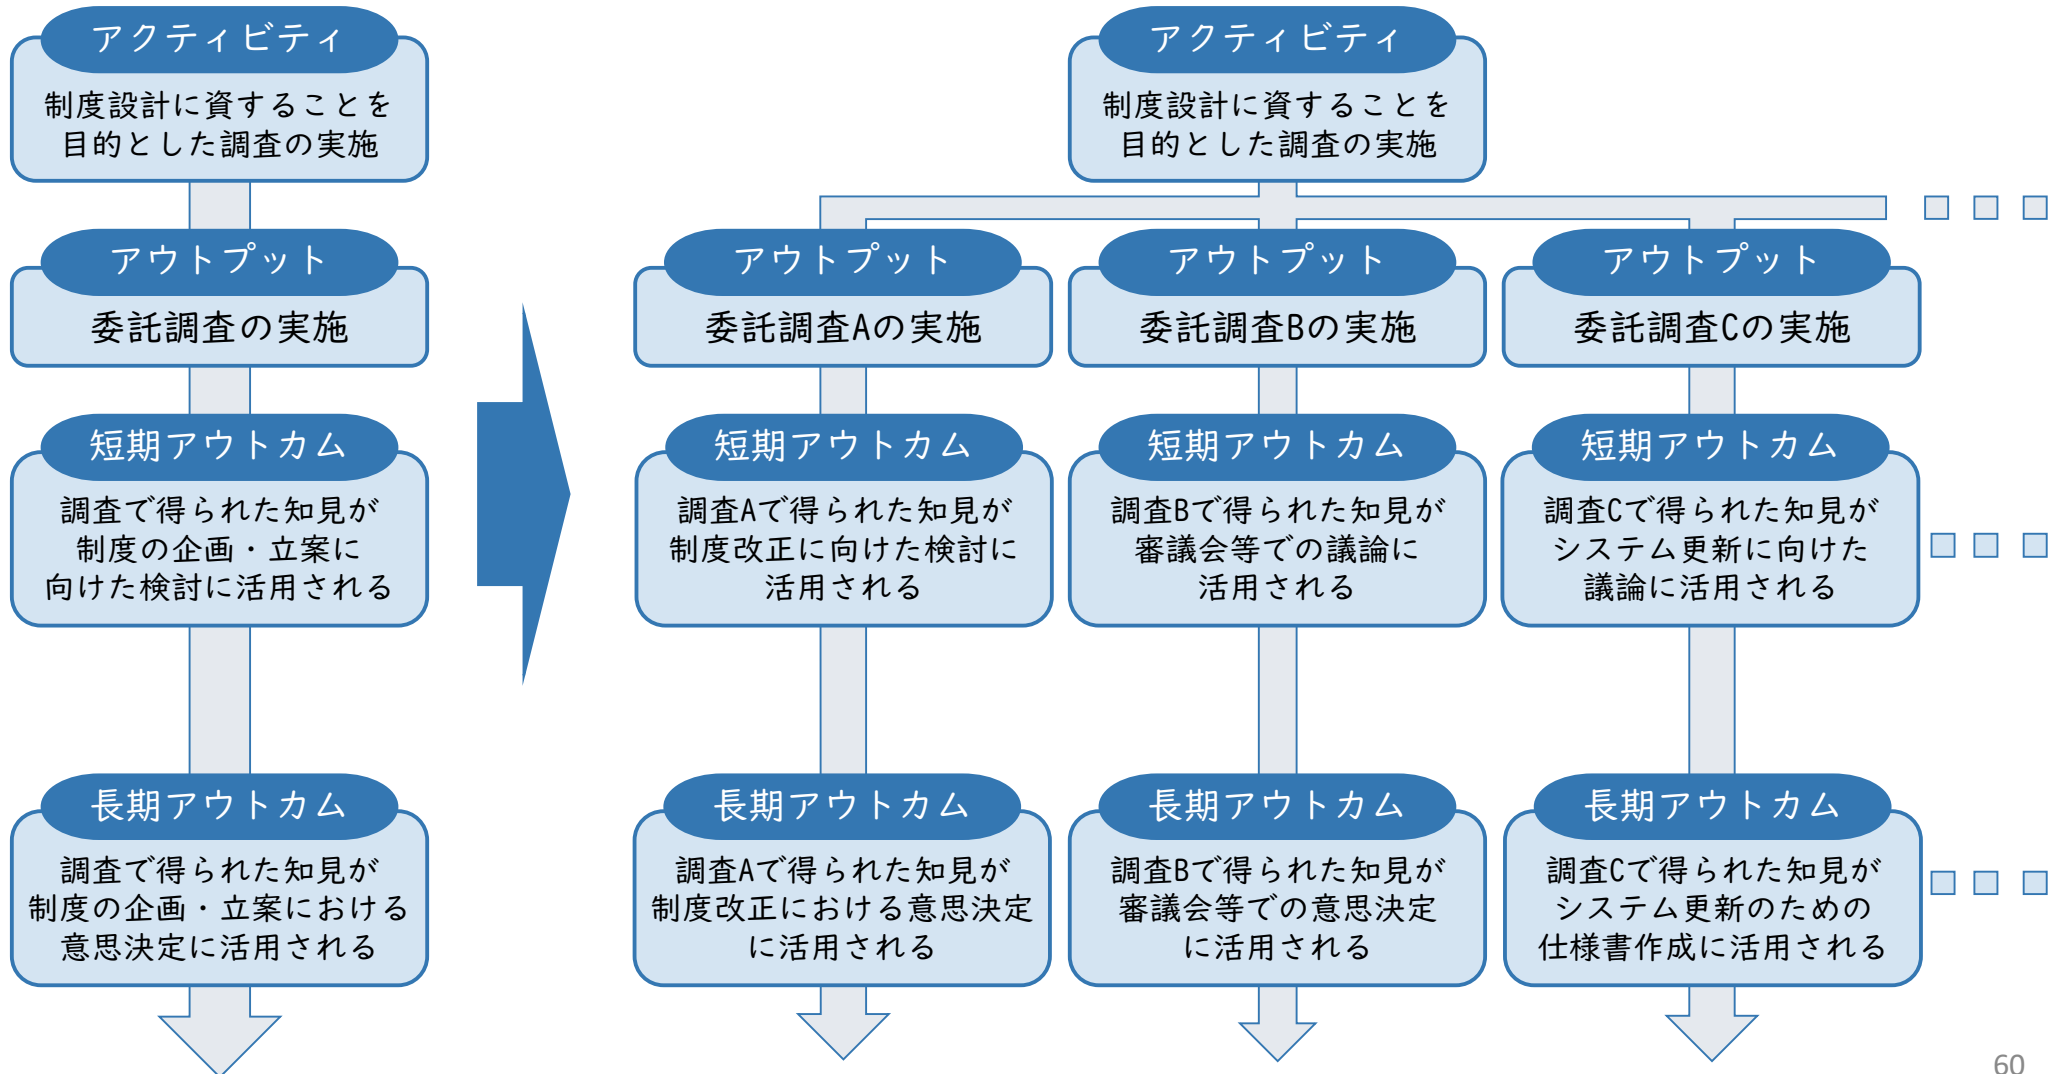 アクティビティ
制度設計に資することを
目的とした調査の実施
アウトプット
委託調査の実施
短期アウトカム
調査で得られた知見が
制度の企画・立案に
向けた検討に活用される
長期アウトカム
調査で得られた知見が
制度の企画・立案における
意思決定に活用される
アクティビティ
制度設計に資することを
目的とした調査の実施
アウトプット
委託調査Aの実施
短期アウトカム
調査Aで得られた知見が
制度改正に向けた検討に
活用される
長期アウトカム
調査Aで得られた知見が
制度改正における意思決定
に活用される
アウトプット
委託調査Bの実施
短期アウトカム
調査Bで得られた知見が
審議会等での議論に
活用される
長期アウトカム
調査Bで得られた知見が
審議会等での意思決定
に活用される
アウトプット
委託調査Cの実施
短期アウトカム
調査Cで得られた知見が
システム更新に向けた
議論に活用される
長期アウトカム
調査Cで得られた知見が
システム更新のための
仕様書作成に活用される
60